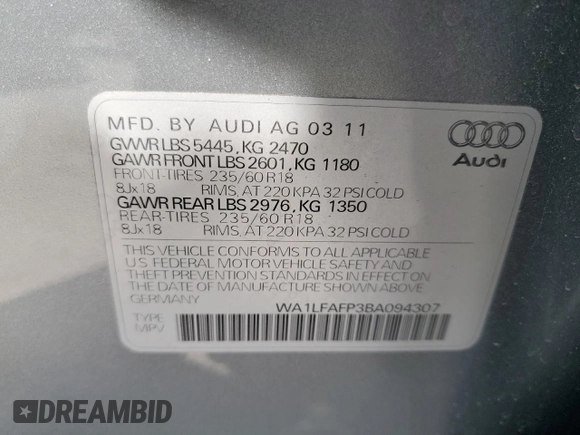 MFD. BY AUDI AG 03 11
GVWR LBS 5445, KG 2470
GAWR FRONT LBS 2601, KG 1180
FRONT-TIRES 235/60 R18
8Jx18 RIMS, AT 220 KPA 32 PSI COLD
GAWR REAR LBS 2976, KG 1350
REAR-TIRES 235/60 R18
8Jx18 RIMS, AT 220 KPA 32 PSI COLD
Audi
THIS VEHICLE CONFORMS TO ALL APPLICABLE
U.S. FEDERAL MOTOR VEHICLE SAFETY AND
THEFT PREVENTION STANDARDS IN EFFECT ON
THE DATE OF MANUFACTURE SHOWN ABOVE.
GERMANY
WA1LFAFP3BA094307
TYPE
MPV
DREAMBID